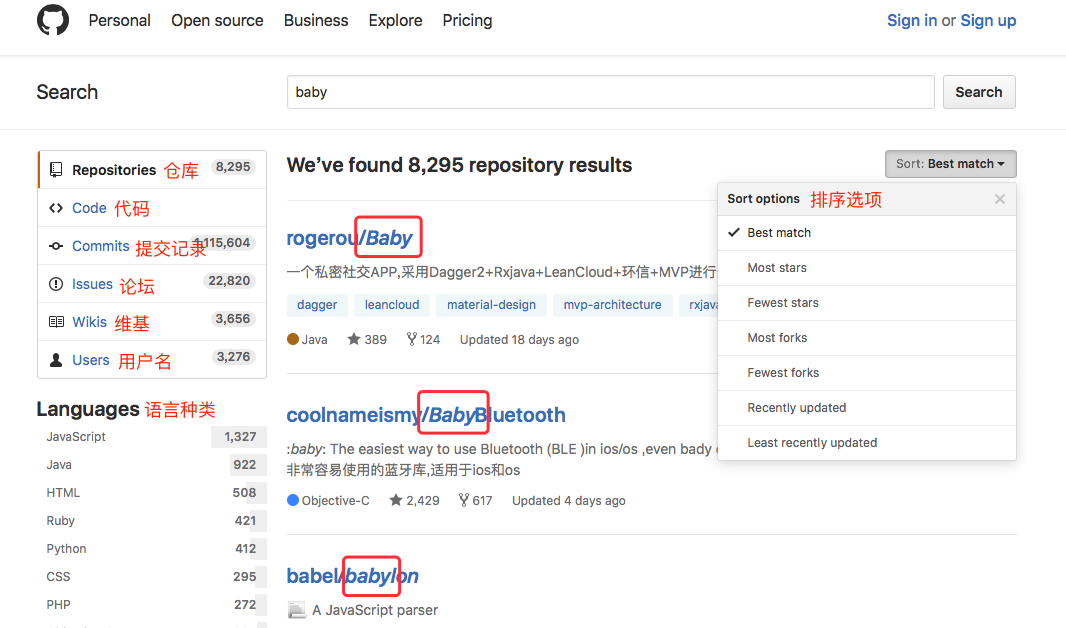 Personal Open source Business Explore Pricing Sign in or Sign up
Search baby Search
Repositories 仓库 8,295
Code 代码
Commits 提交记录 115,604
Issues 论坛 22,820
Wikis 维基 3,656
Users 用户名 3,276
Languages 语言种类
JavaScript 1,327
Java 922
HTML 508
Ruby 421
Python 412
CSS 295
PHP 272
We’ve found 8,295 repository results
Sort: Best match
Sort options 排序选项
Best match
Most stars
Fewest stars
Most forks
Fewest forks
Recently updated
Least recently updated
rogerou/Baby
一个私密社交APP,采用Dagger2+Rxjava+LeanCloud+环信+MVP进行
dagger leancloud material-design mvp-architecture rxjava
Java 389 124 Updated 18 days ago
coolnameismy/BabyBluetooth
:baby: The easiest way to use Bluetooth (BLE )in ios/os ,even bady
非常容易使用的蓝牙库,适用于ios和os
Objective-C 2,429 617 Updated 4 days ago
babel/babylon
A JavaScript parser